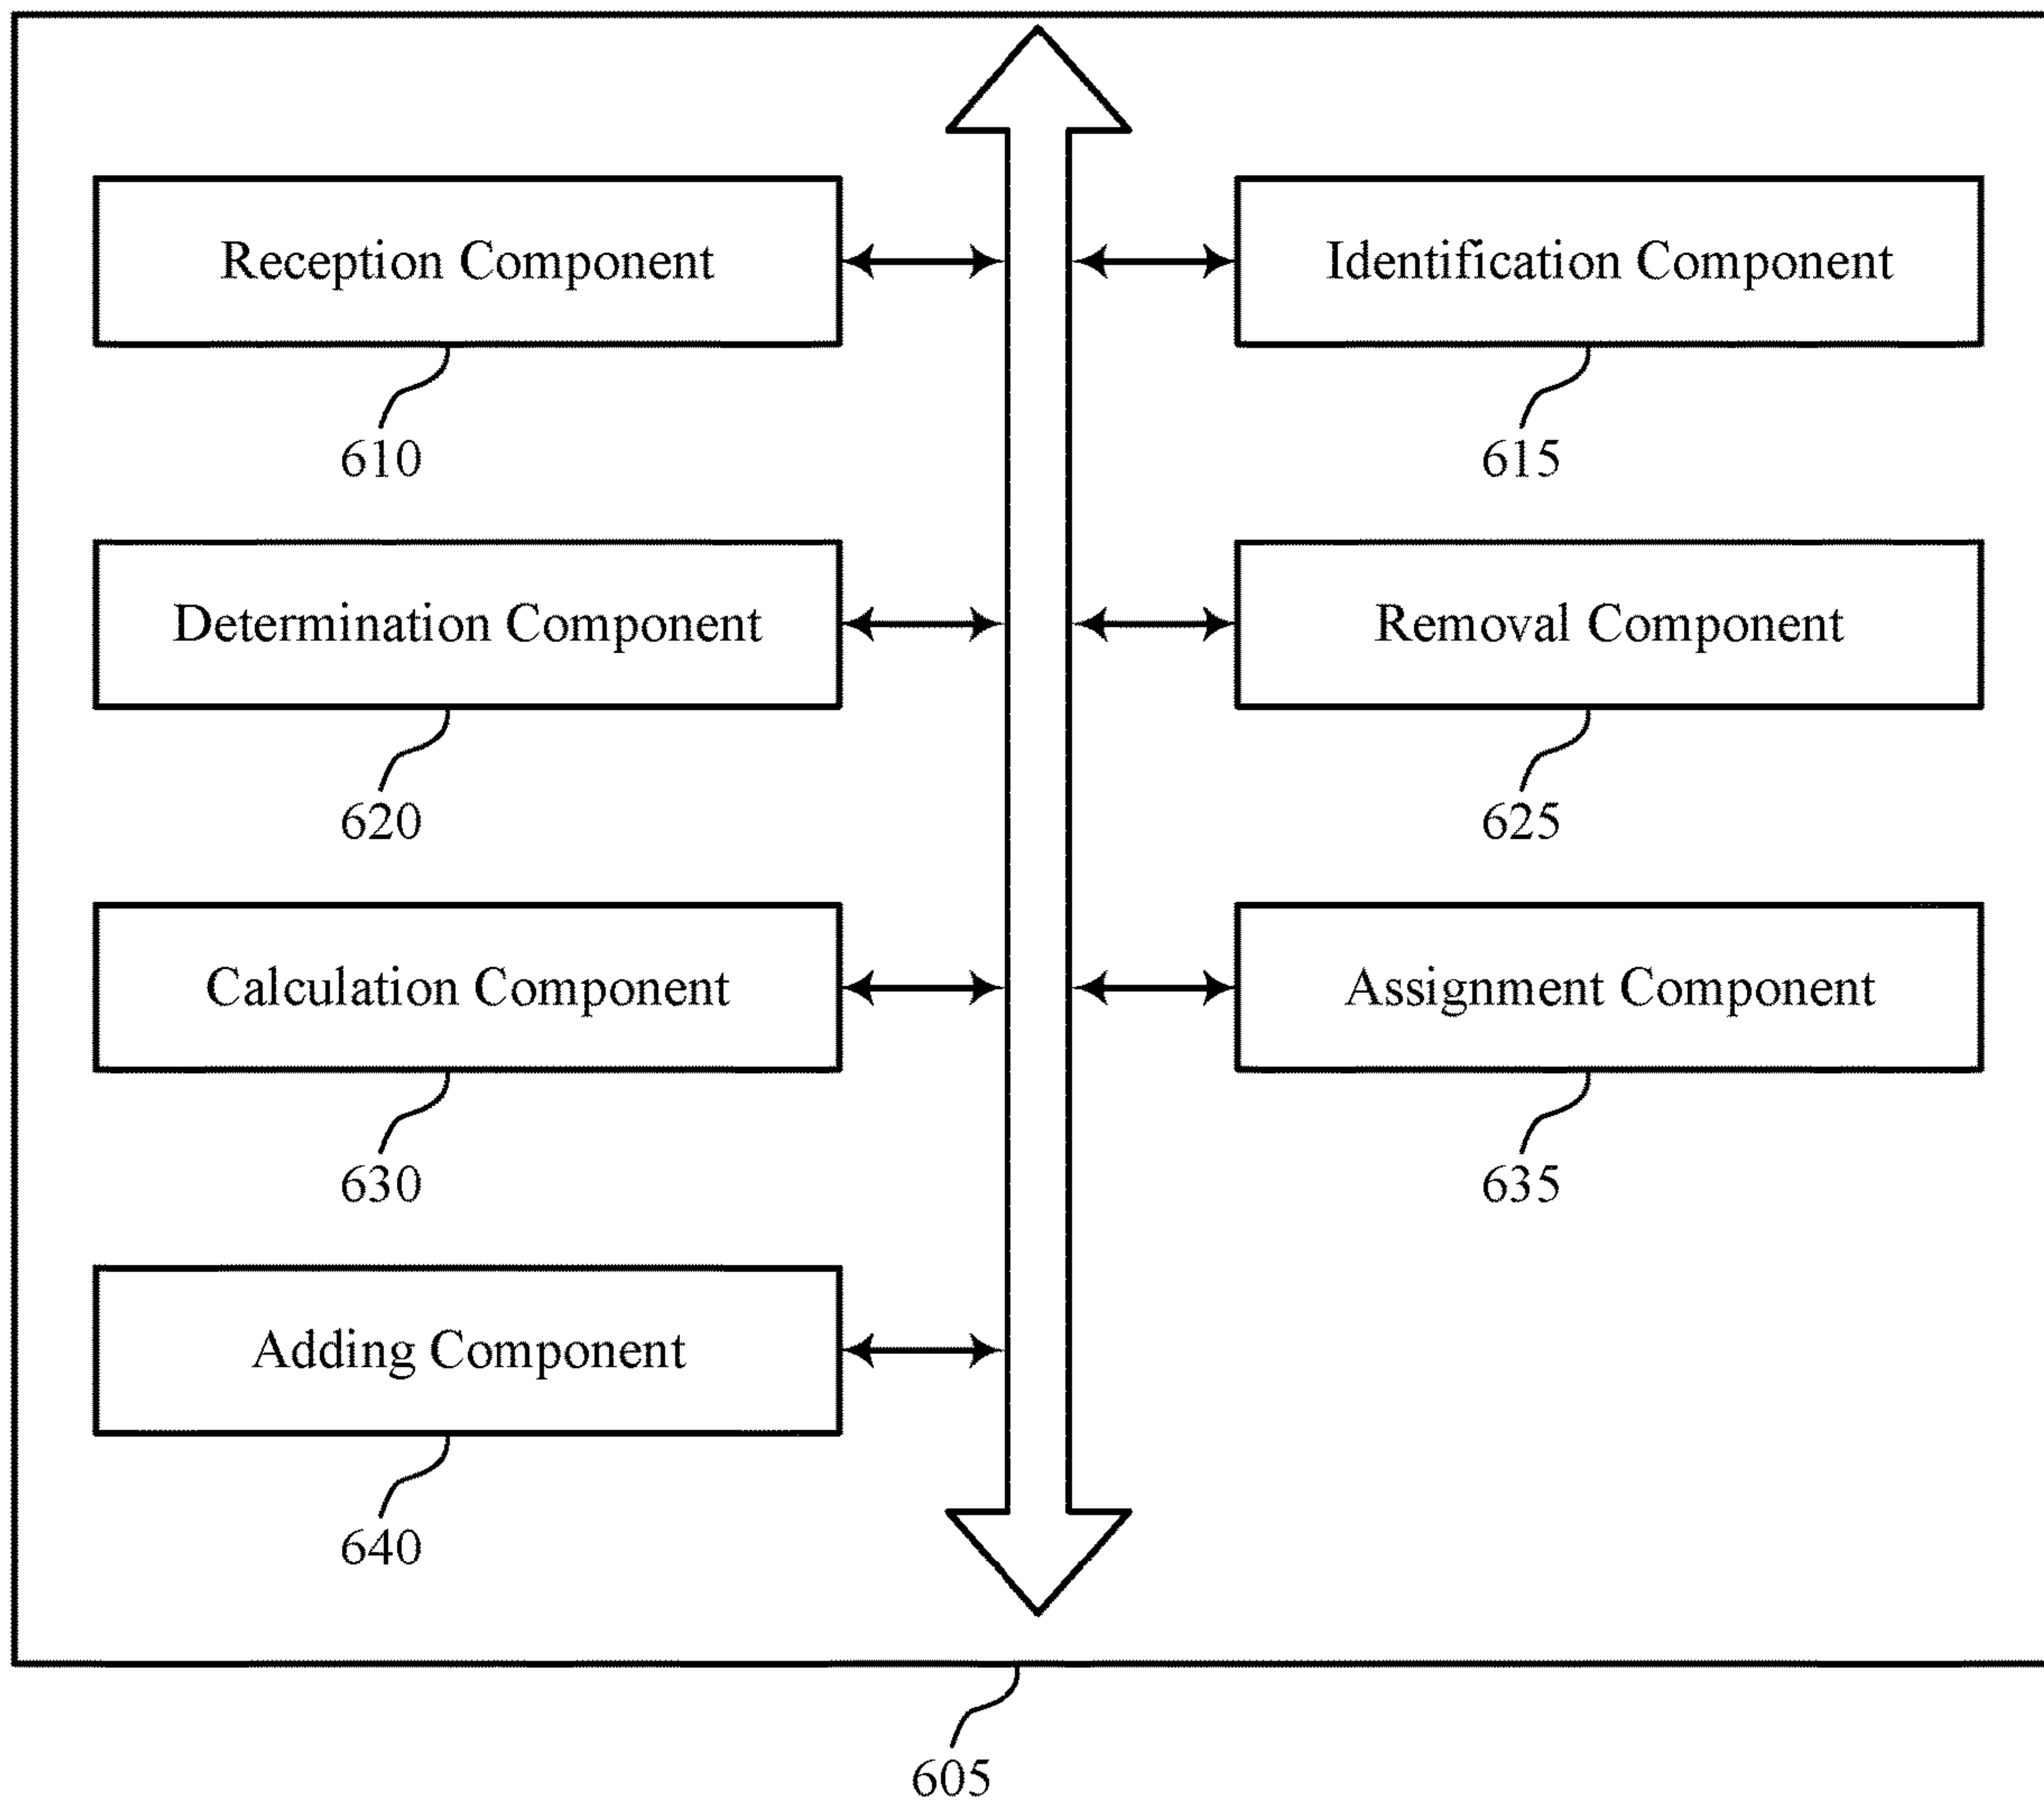 Reception Component
Identification Component
610
615
Determination Component
Removal Component
620
625
Calculation Component
Assignment Component
630
635
Adding Component
640
605